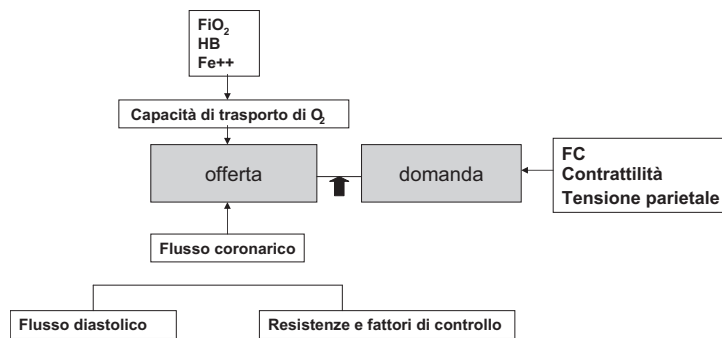 FiO₂
HB
Fe++
Capacità di trasporto di O₂
offerta
domanda
FC
Contrattilità
Tensione parietale
Flusso coronarico
Flusso diastolico
Resistenze e fattori di controllo